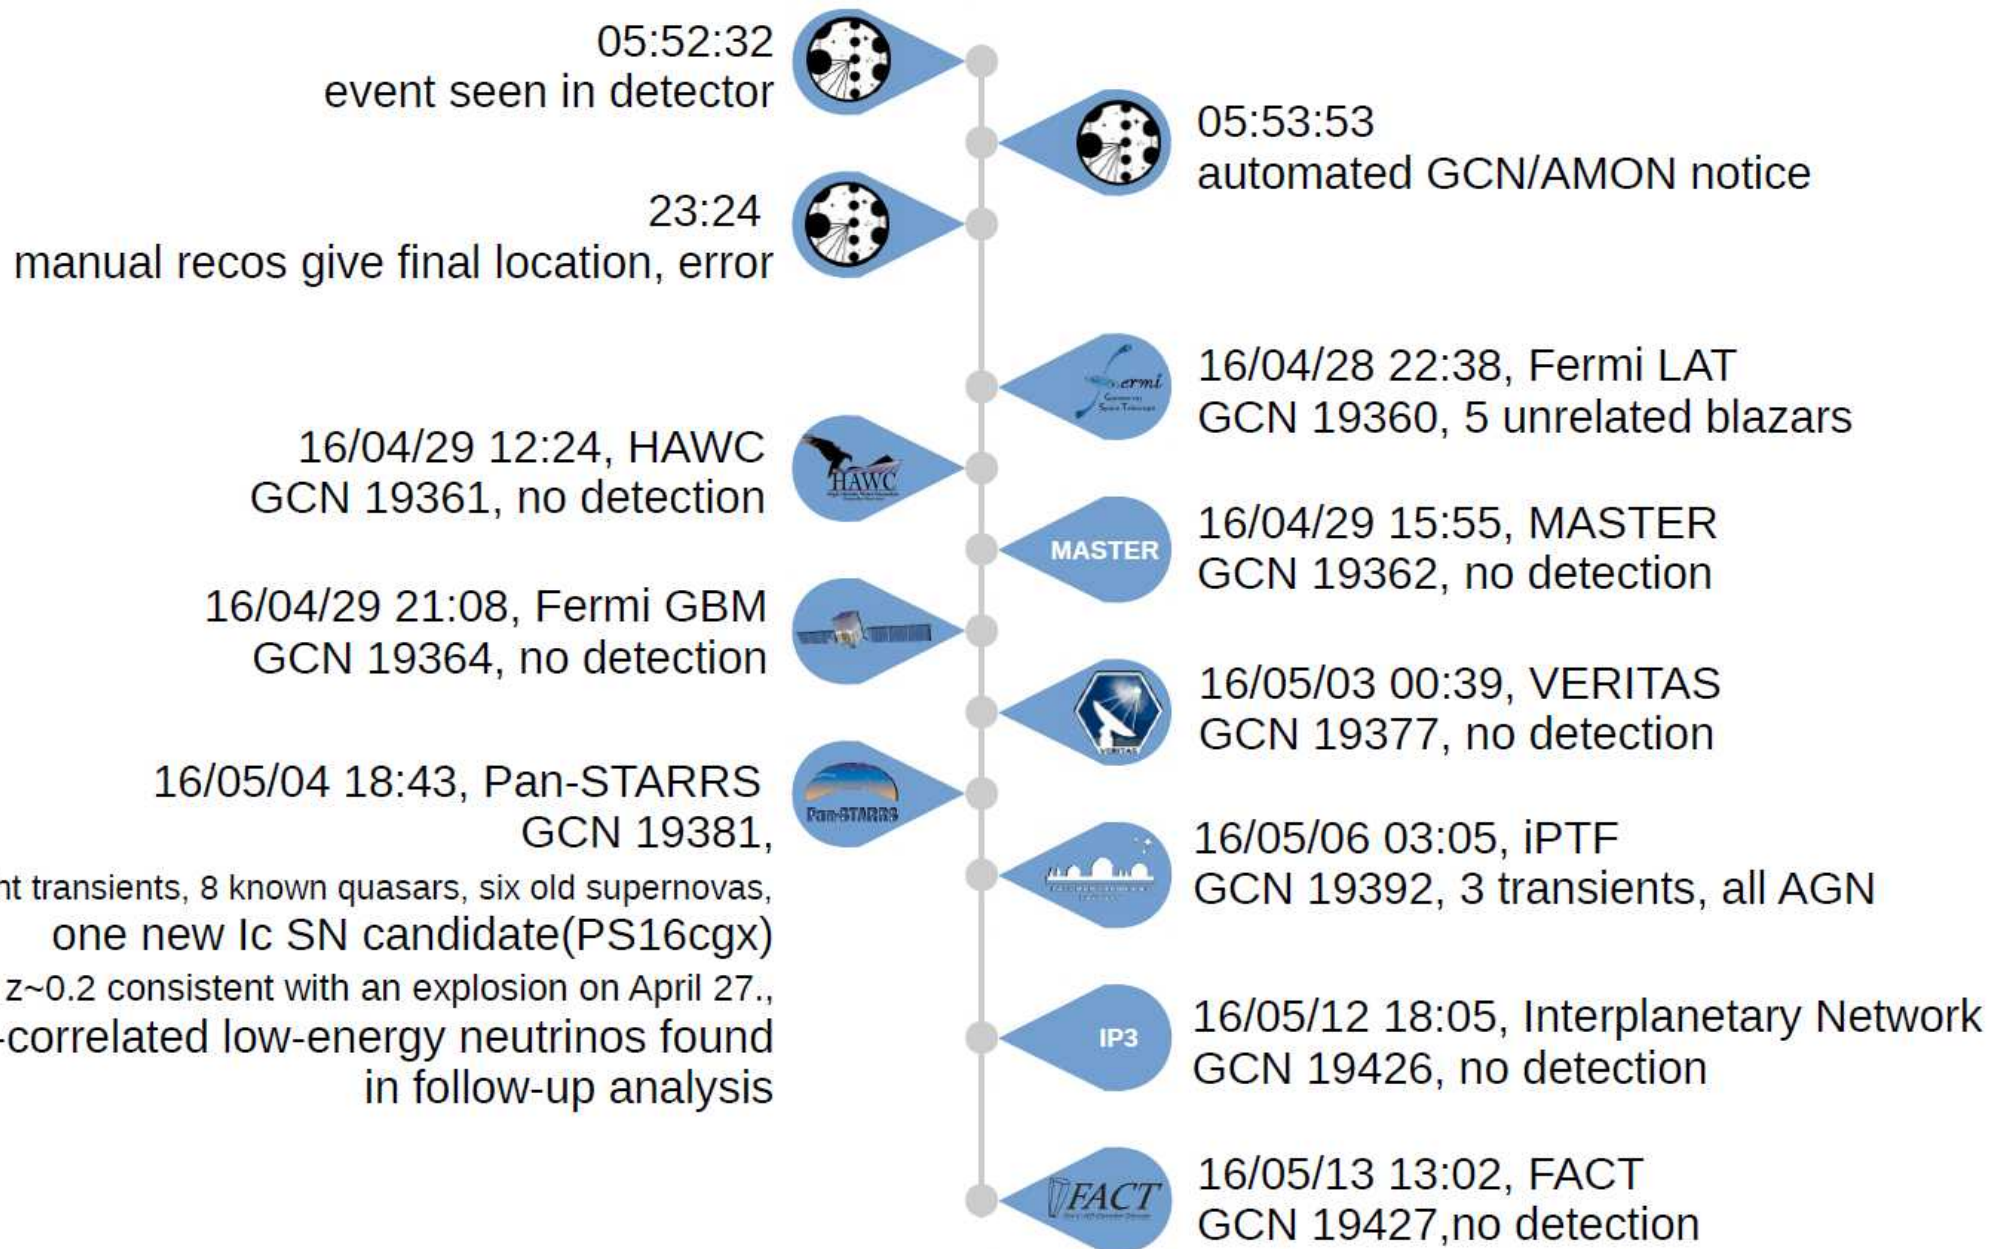 05:52:32
event seen in detector
05:53:53
automated GCN/AMON notice
23:24
manual recos give final location, error
16/04/28 22:38, Fermi LAT
GCN 19360, 5 unrelated blazars
ermi
Space Telescope
16/04/29 12:24, HAWC
GCN 19361, no detection
HAWC
MASTER
16/04/29 15:55, MASTER
GCN 19362, no detection
16/04/29 21:08, Fermi GBM
GCN 19364, no detection
VERITAS
16/05/03 00:39, VERITAS
GCN 19377, no detection
16/05/04 18:43, Pan-STARRS
GCN 19381,
Pan-STARRS
nt transients, 8 known quasars, six old supernovas,
one new Ic SN candidate(PS16cgx)
z~0.2 consistent with an explosion on April 27.,
-correlated low-energy neutrinos found
in follow-up analysis
16/05/06 03:05, iPTF
GCN 19392, 3 transients, all AGN
IP3
16/05/12 18:05, Interplanetary Network
GCN 19426, no detection
FACT
16/05/13 13:02, FACT
GCN 19427,no detection